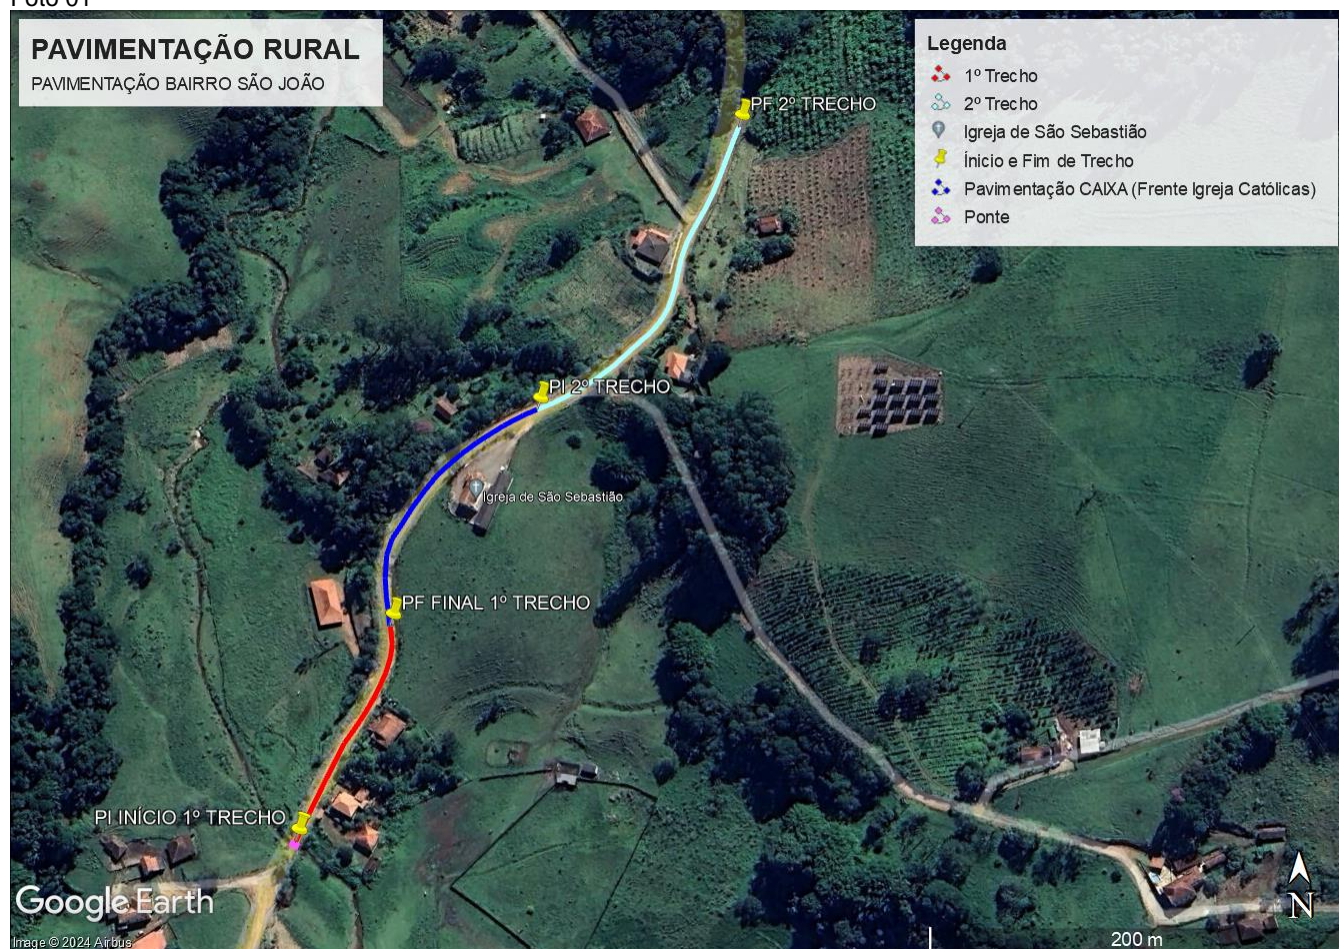 Foto 01
PAVIMENTAÇÃO RURAL
PAVIMENTAÇÃO BAIRRO SÃO JOÃO
Legenda
1º Trecho
2º Trecho
Igreja de São Sebastião
Ínicio e Fim de Trecho
Pavimentação CAIXA (Frente Igreja Católicas)
Ponte
PF 2º TRECHO
PI 2º TRECHO
Igreja de São Sebastião
PF FINAL 1º TRECHO
PI INÍCIO 1º TRECHO
Google Earth
Image © 2024 Airbus
200 m
N